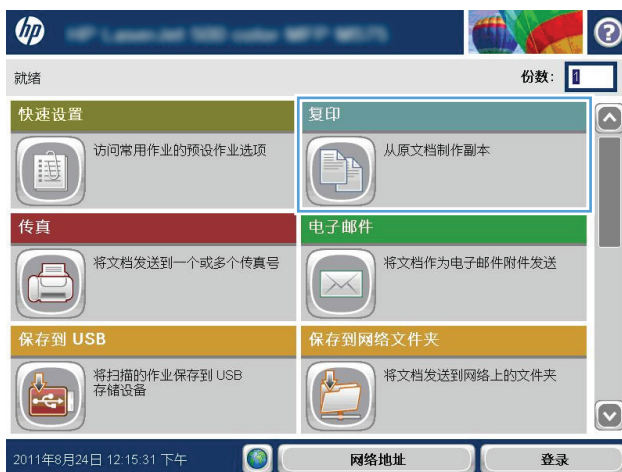 hp
就绪
份数: 1
快速设置
复印
访问常用作业的预设作业选项
从原文档制作副本
传真
电子邮件
将文档发送到一个或多个传真号
将文档作为电子邮件附件发送
保存到 USB
保存到网络文件夹
将扫描的作业保存到 USB
存储设备
将文档发送到网络上的文件夹
2011年8月24日 12:15:31 下午
网络地址
登录